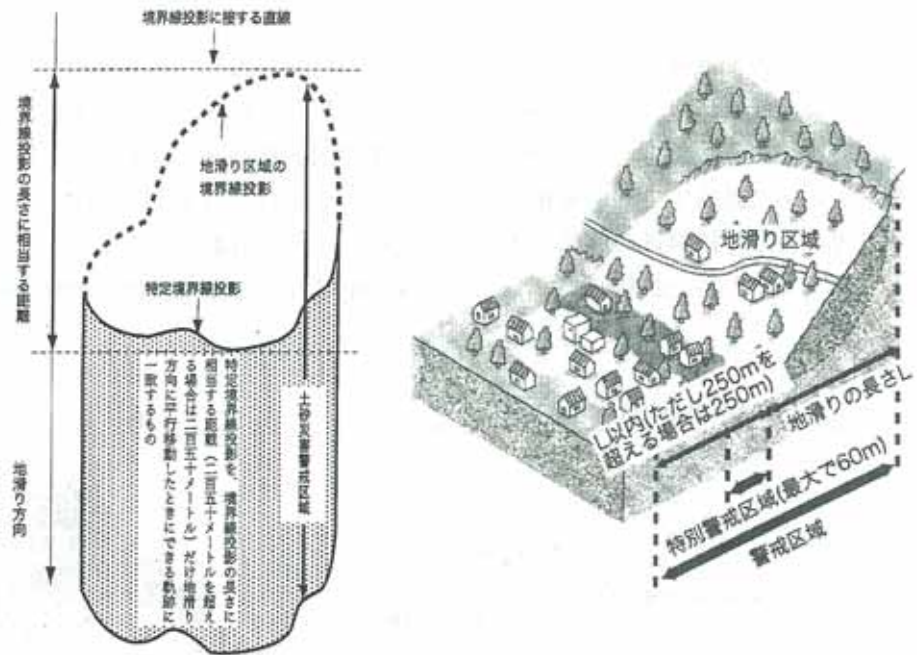 境界線投影に接する直線
境界線投影の長さに相当する距離
地滑り区域の
境界線投影
特定境界線投影
土砂災害警戒区域
特定境界線投影を、境界線投影の長さに
相当する距離(二百五十メートルを超え
る場合は二百五十メートル)だけ地滑り
方向に平行移動したときにできる軌跡に
一致するもの
地滑り方向
地滑り区域
L以内(ただし250mを
超える場合は250m)
地滑りの長さL
特別警戒区域(最大で60m)
警戒区域